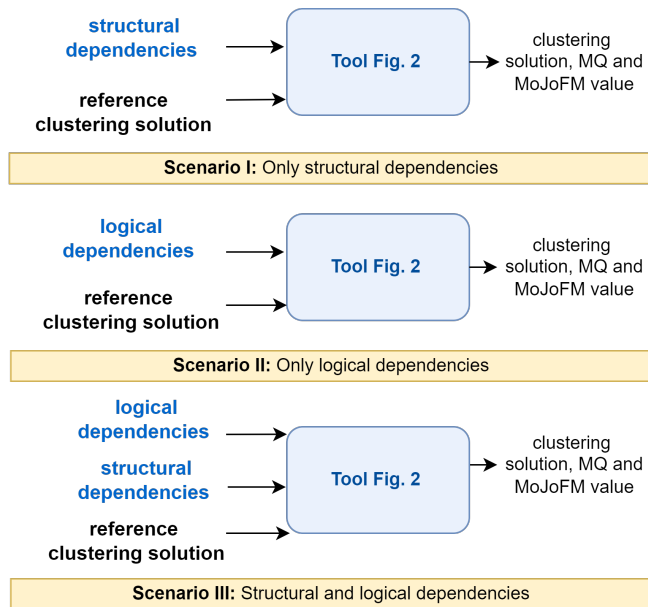 structural
dependencies
reference
clustering solution
Tool Fig. 2
clustering
solution, MQ and
MoJoFM value
Scenario I: Only structural dependencies
logical
dependencies
reference
clustering solution
Tool Fig. 2
clustering
solution, MQ and
MoJoFM value
Scenario II: Only logical dependencies
logical
dependencies
structural
dependencies
reference
clustering solution
Tool Fig. 2
clustering
solution, MQ and
MoJoFM value
Scenario III: Structural and logical dependencies